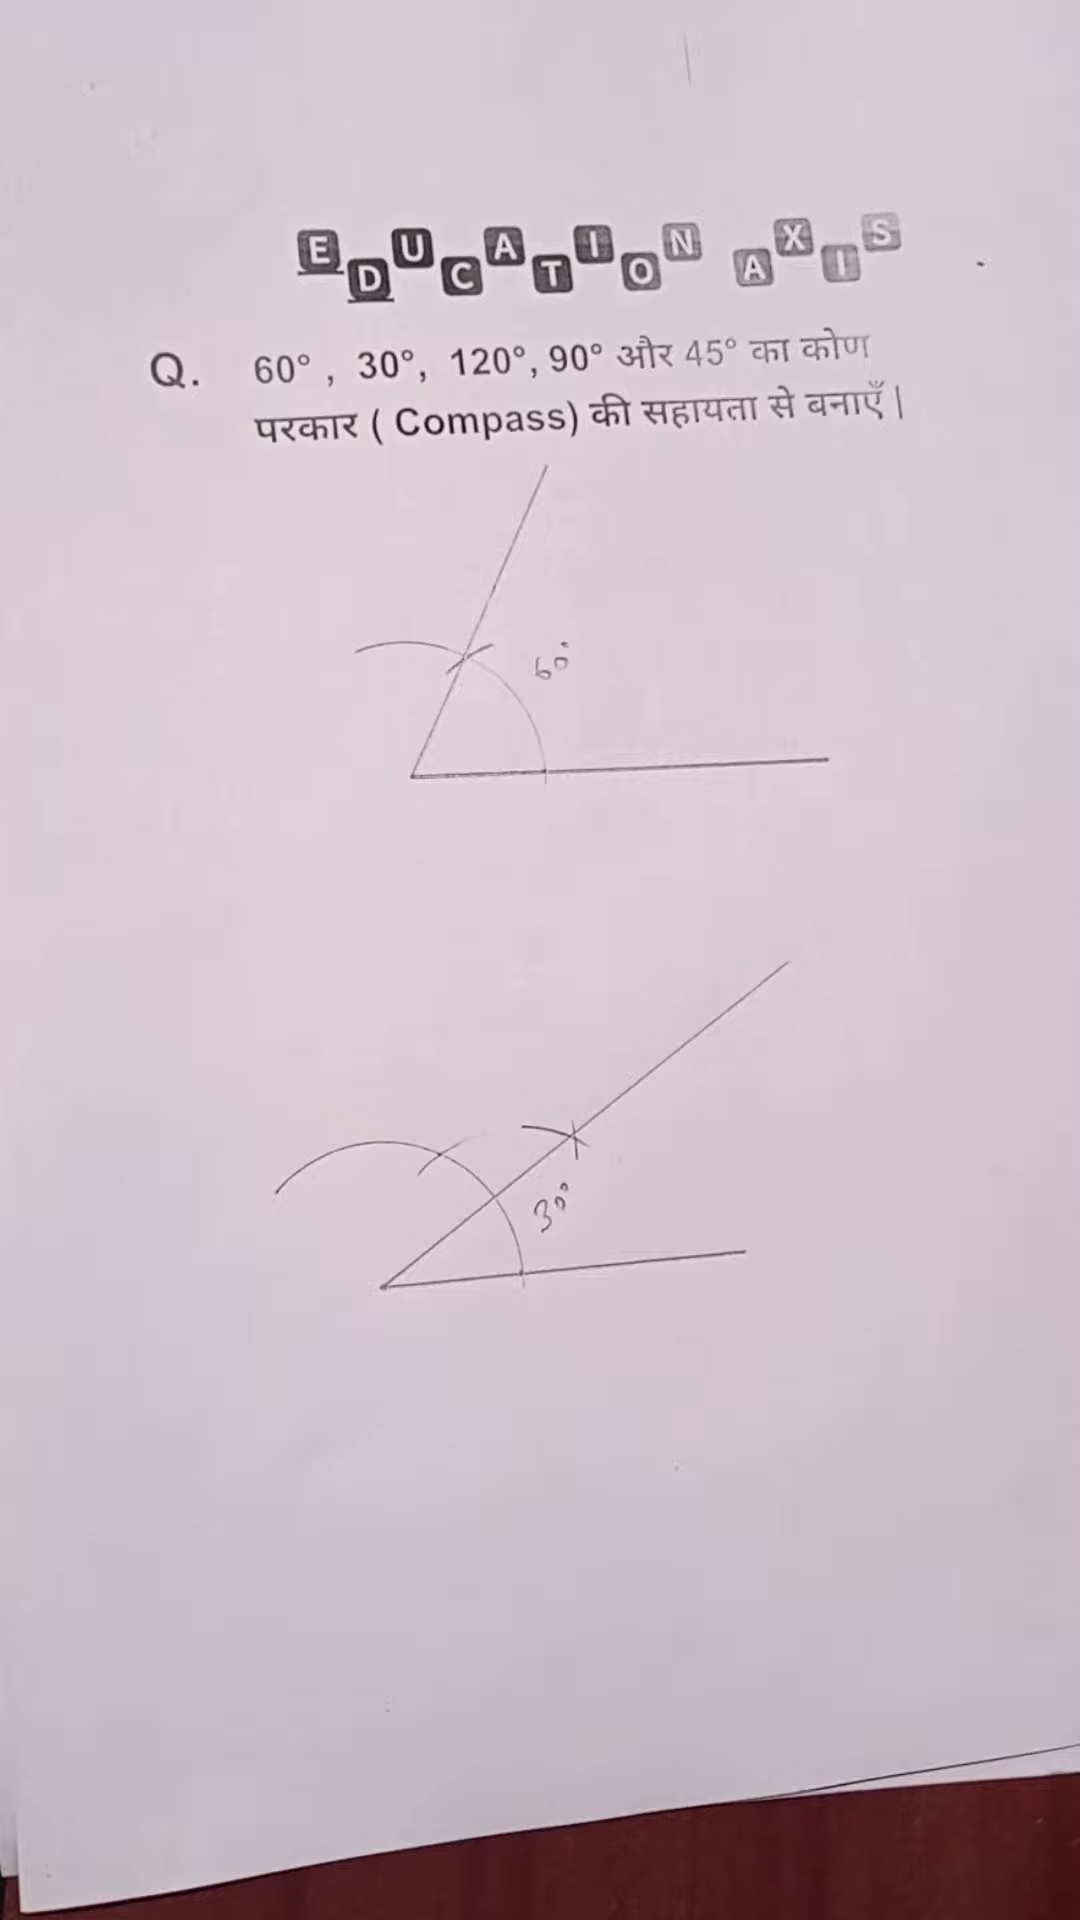 EDUCATION AXIS
Q. 60° , 30°, 120°, 90° और 45° का कोण
परकार ( Compass) की सहायता से बनाएँ |
60°
30°